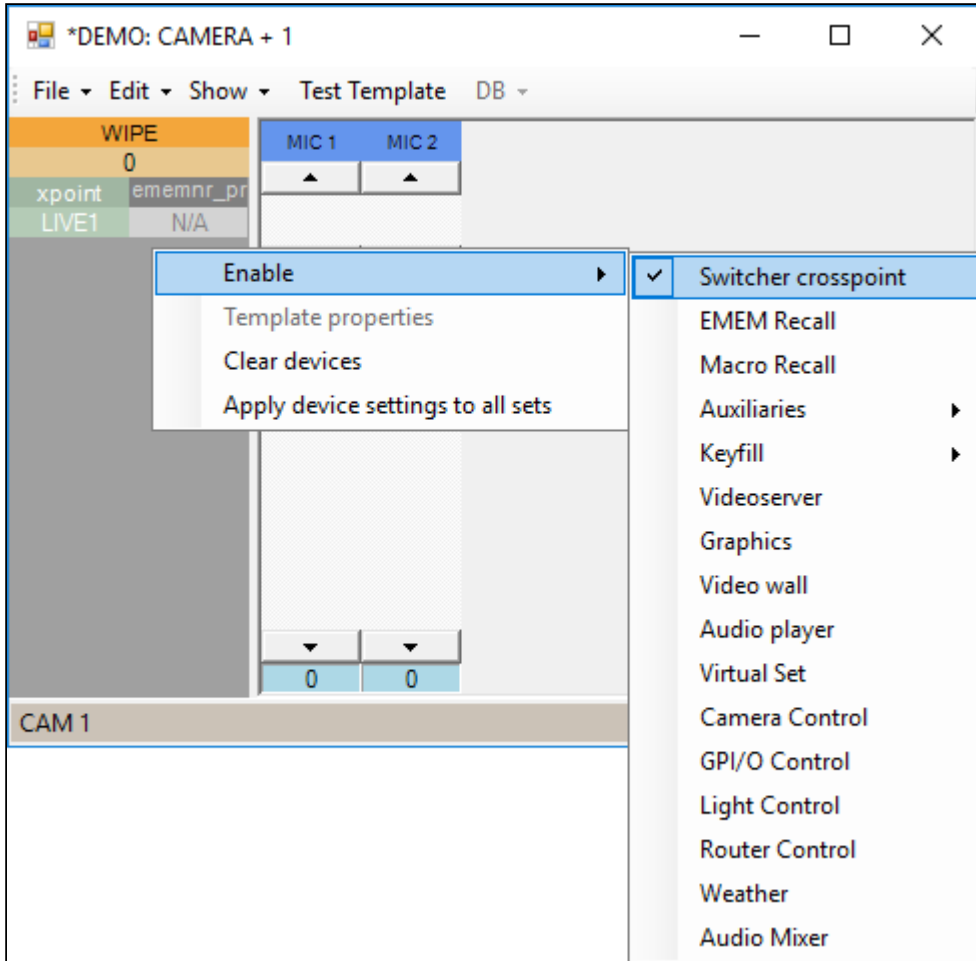 *DEMO: CAMERA + 1
File Edit Show Test Template DB
WIPE
0
xpoint ememnr_pr
LIVE1 N/A
MIC 1 MIC 2
Enable
Template properties
Clear devices
Apply device settings to all sets
Switcher crosspoint
EMEM Recall
Macro Recall
Auxiliaries
Keyfill
Videoserver
Graphics
Video wall
Audio player
Virtual Set
Camera Control
GPI/O Control
Light Control
Router Control
Weather
Audio Mixer
0 0
CAM 1